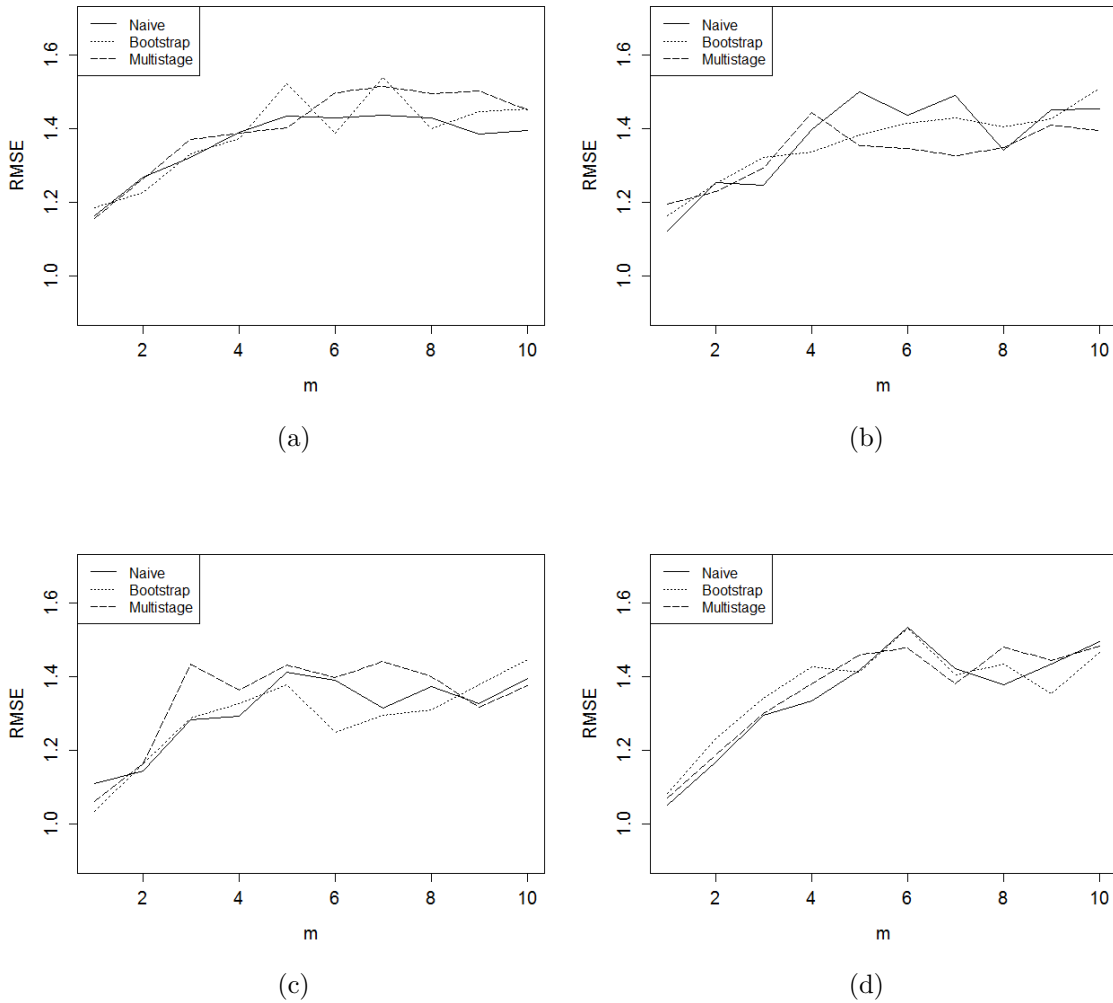 Naive
Bootstrap
Multistage
RMSE
1.0
1.2
1.4
1.6
2
4
6
8
10
m
(a)
Naive
Bootstrap
Multistage
RMSE
1.0
1.2
1.4
1.6
2
4
6
8
10
m
(b)
Naive
Bootstrap
Multistage
RMSE
1.0
1.2
1.4
1.6
2
4
6
8
10
m
(c)
Naive
Bootstrap
Multistage
RMSE
1.0
1.2
1.4
1.6
2
4
6
8
10
m
(d)